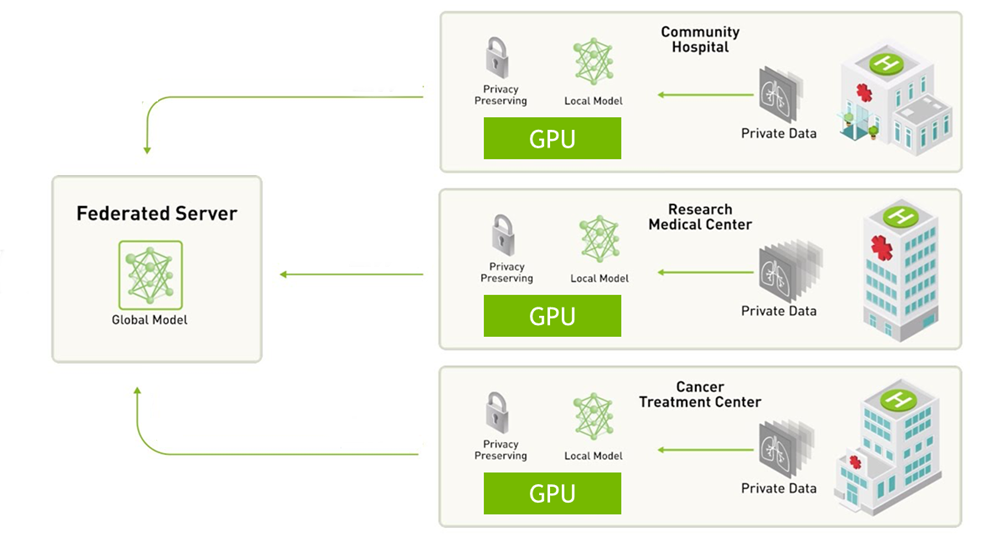 Community
Hospital
Privacy
Preserving
Local Model
GPU
Private Data
H
Federated Server
Global Model
Research
Medical Center
Privacy
Preserving
Local Model
GPU
Private Data
H
Cancer
Treatment Center
Privacy
Preserving
Local Model
GPU
Private Data
H